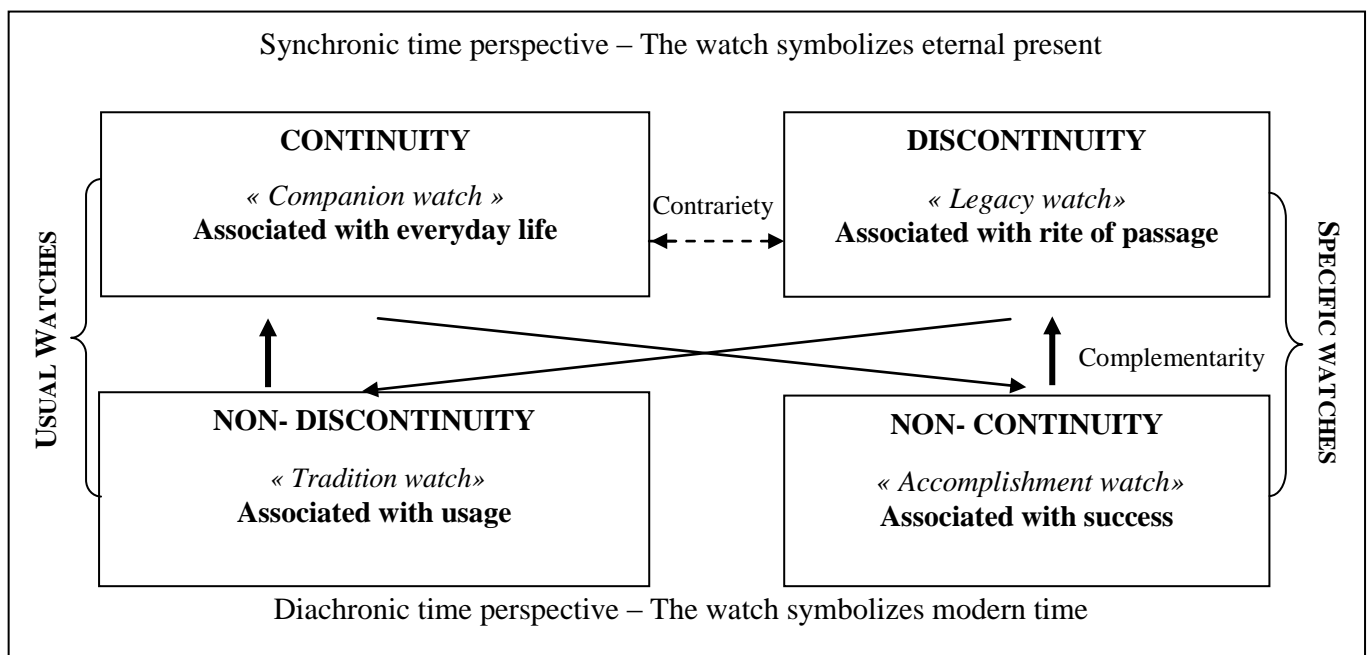 Synchronic time perspective – The watch symbolizes eternal present
CONTINUITY
« Companion watch »
Associated with everyday life
Contrariety
DISCONTINUITY
« Legacy watch»
Associated with rite of passage
USUAL WATCHES
SPECIFIC WATCHES
Complementarity
NON- DISCONTINUITY
« Tradition watch»
Associated with usage
NON- CONTINUITY
« Accomplishment watch»
Associated with success
Diachronic time perspective – The watch symbolizes modern time